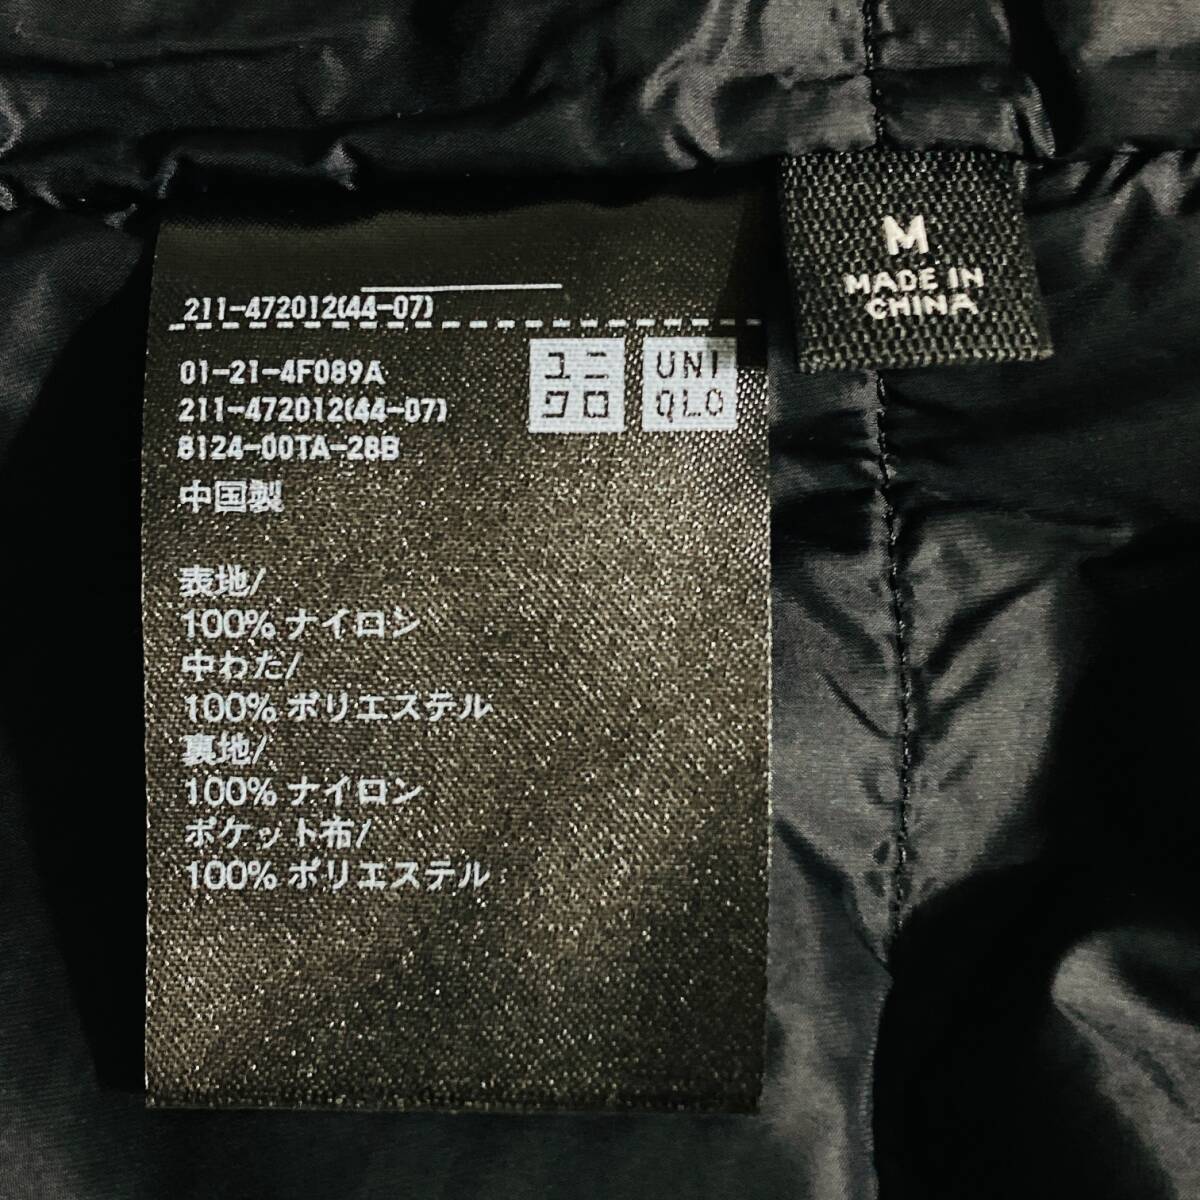 211-472012(44-07)
01-21-4F089A
211-472012(44-07)
8124-00TA-28B
中国製
ユニ
クロ
UNI
QLO
表地/
100% ナイロン
中わた/
100% ポリエステル
裏地/
100% ナイロン
ポケット布/
100% ポリエステル
M
MADE IN
CHINA